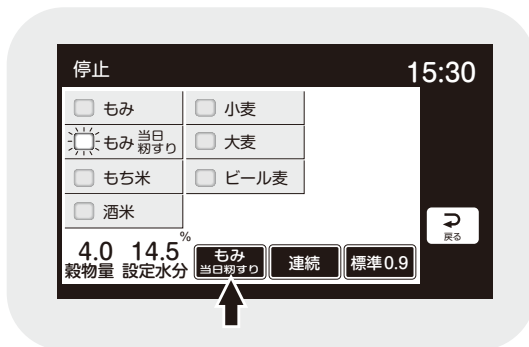 停止
15:30
もみ
小麦
もみ 当日籾すり
大麦
もち米
ビール麦
酒米
戻る
4.0 14.5%
穀物量 設定水分
もみ
当日籾すり
連続
標準0.9